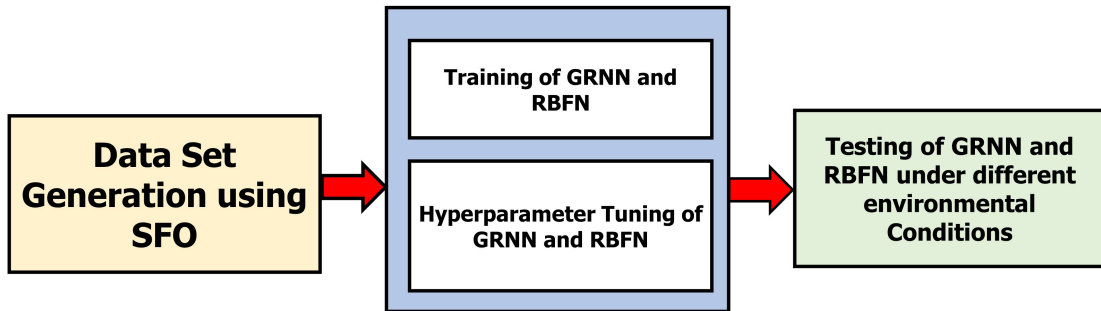 Data Set
Generation using
SFO
Training of GRNN and
RBFN
Hyperparameter Tuning of
GRNN and RBFN
Testing of GRNN and
RBFN under different
environmental
Conditions